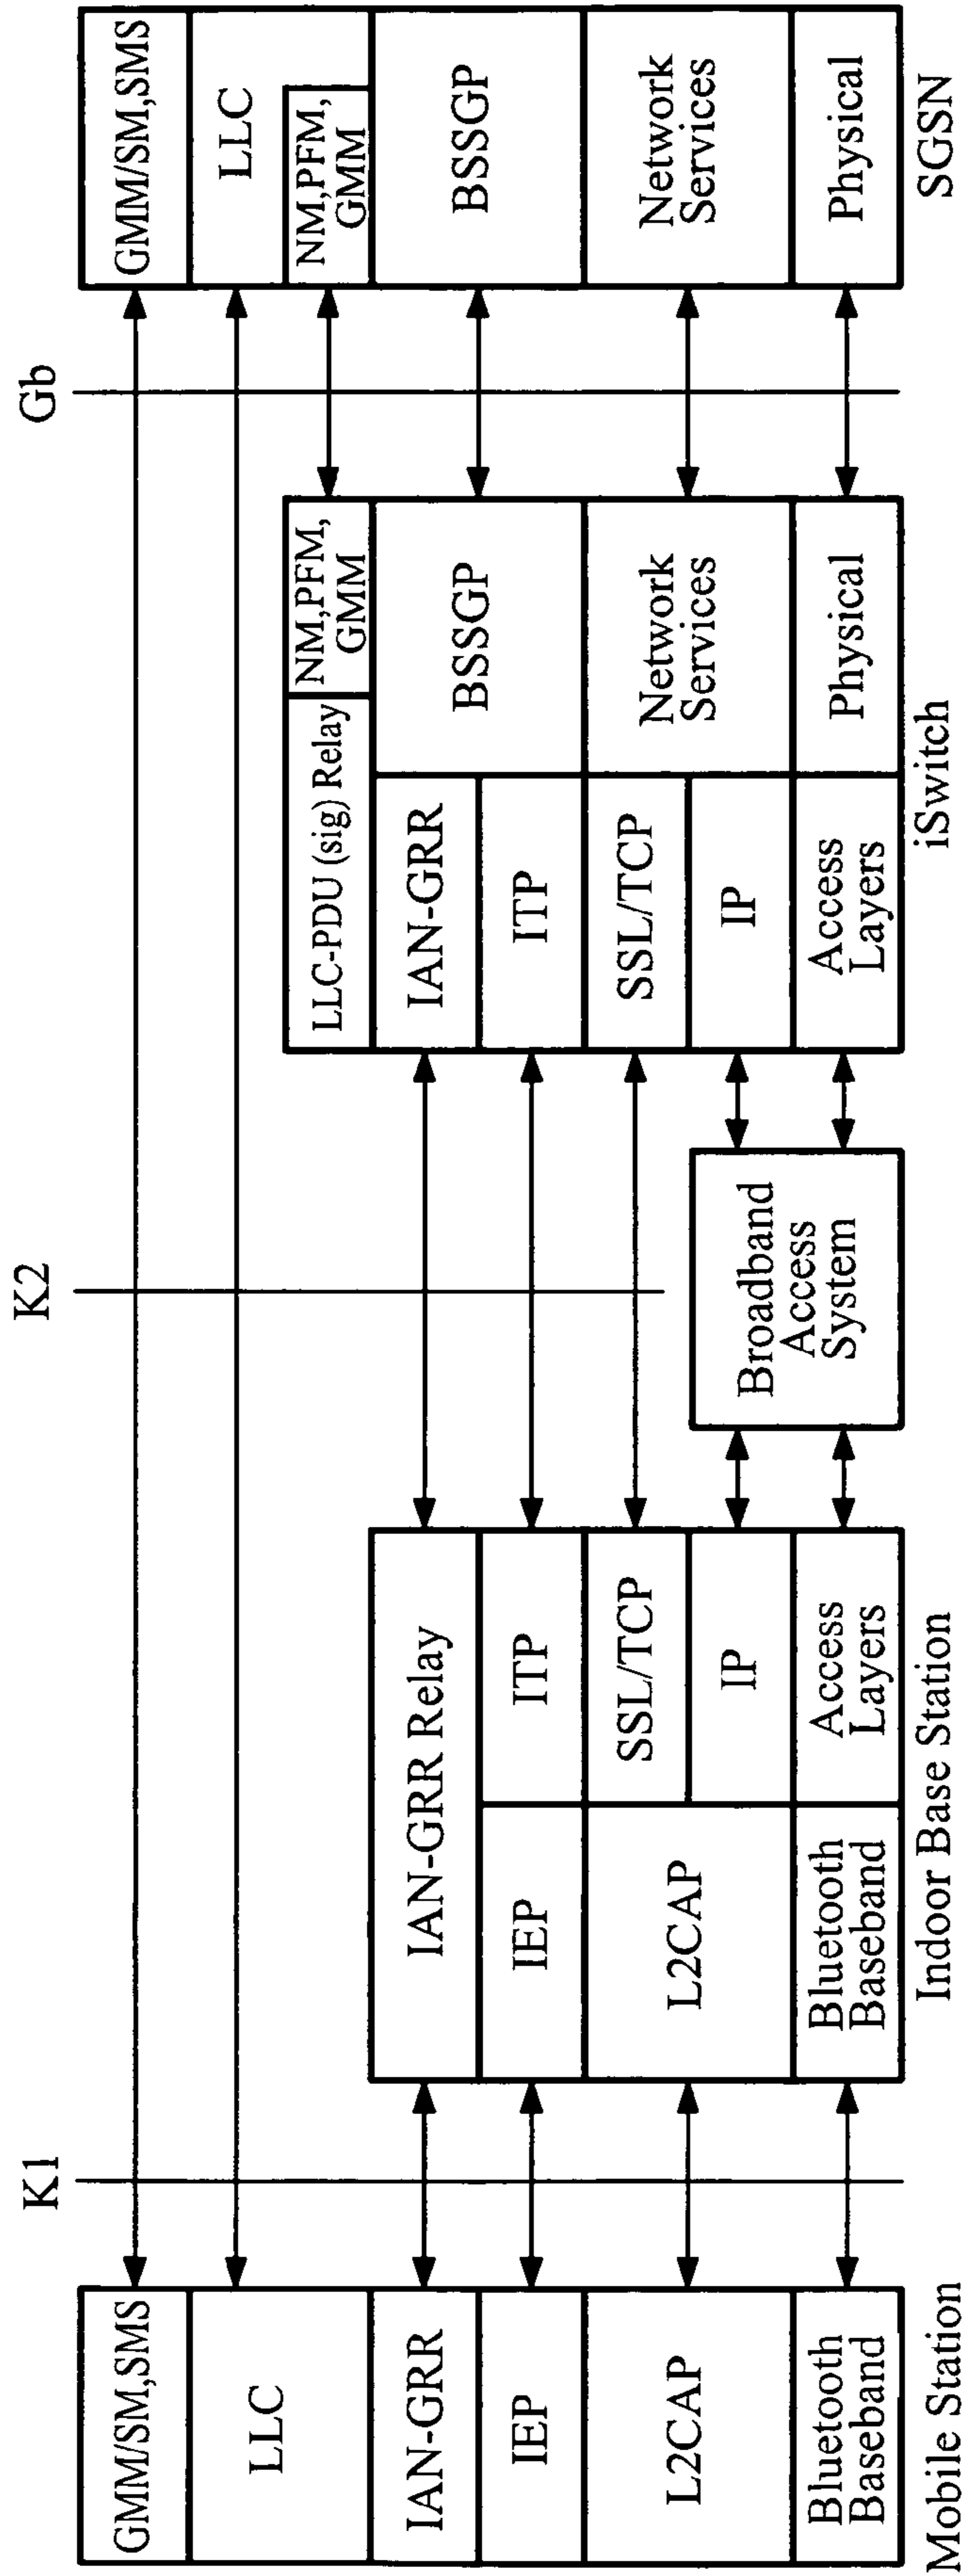 K1
K2
Gb
GMM/SM,SMS
LLC
IAN-GRR
IEP
L2CAP
Bluetooth
Baseband
Mobile Station
IAN-GRR Relay
IEP
L2CAP
Bluetooth
Baseband
ITP
SSL/TCP
IP
Access
Layers
Indoor Base Station
Broadband
Access
System
LLC-PDU (sig) Relay
NM,PFM,
GMM
IAN-GRR
ITP
SSL/TCP
IP
Access
Layers
BSSGP
Network
Services
Physical
iSwitch
GMM/SM,SMS
LLC
NM,PFM,
GMM
BSSGP
Network
Services
Physical
SGSN